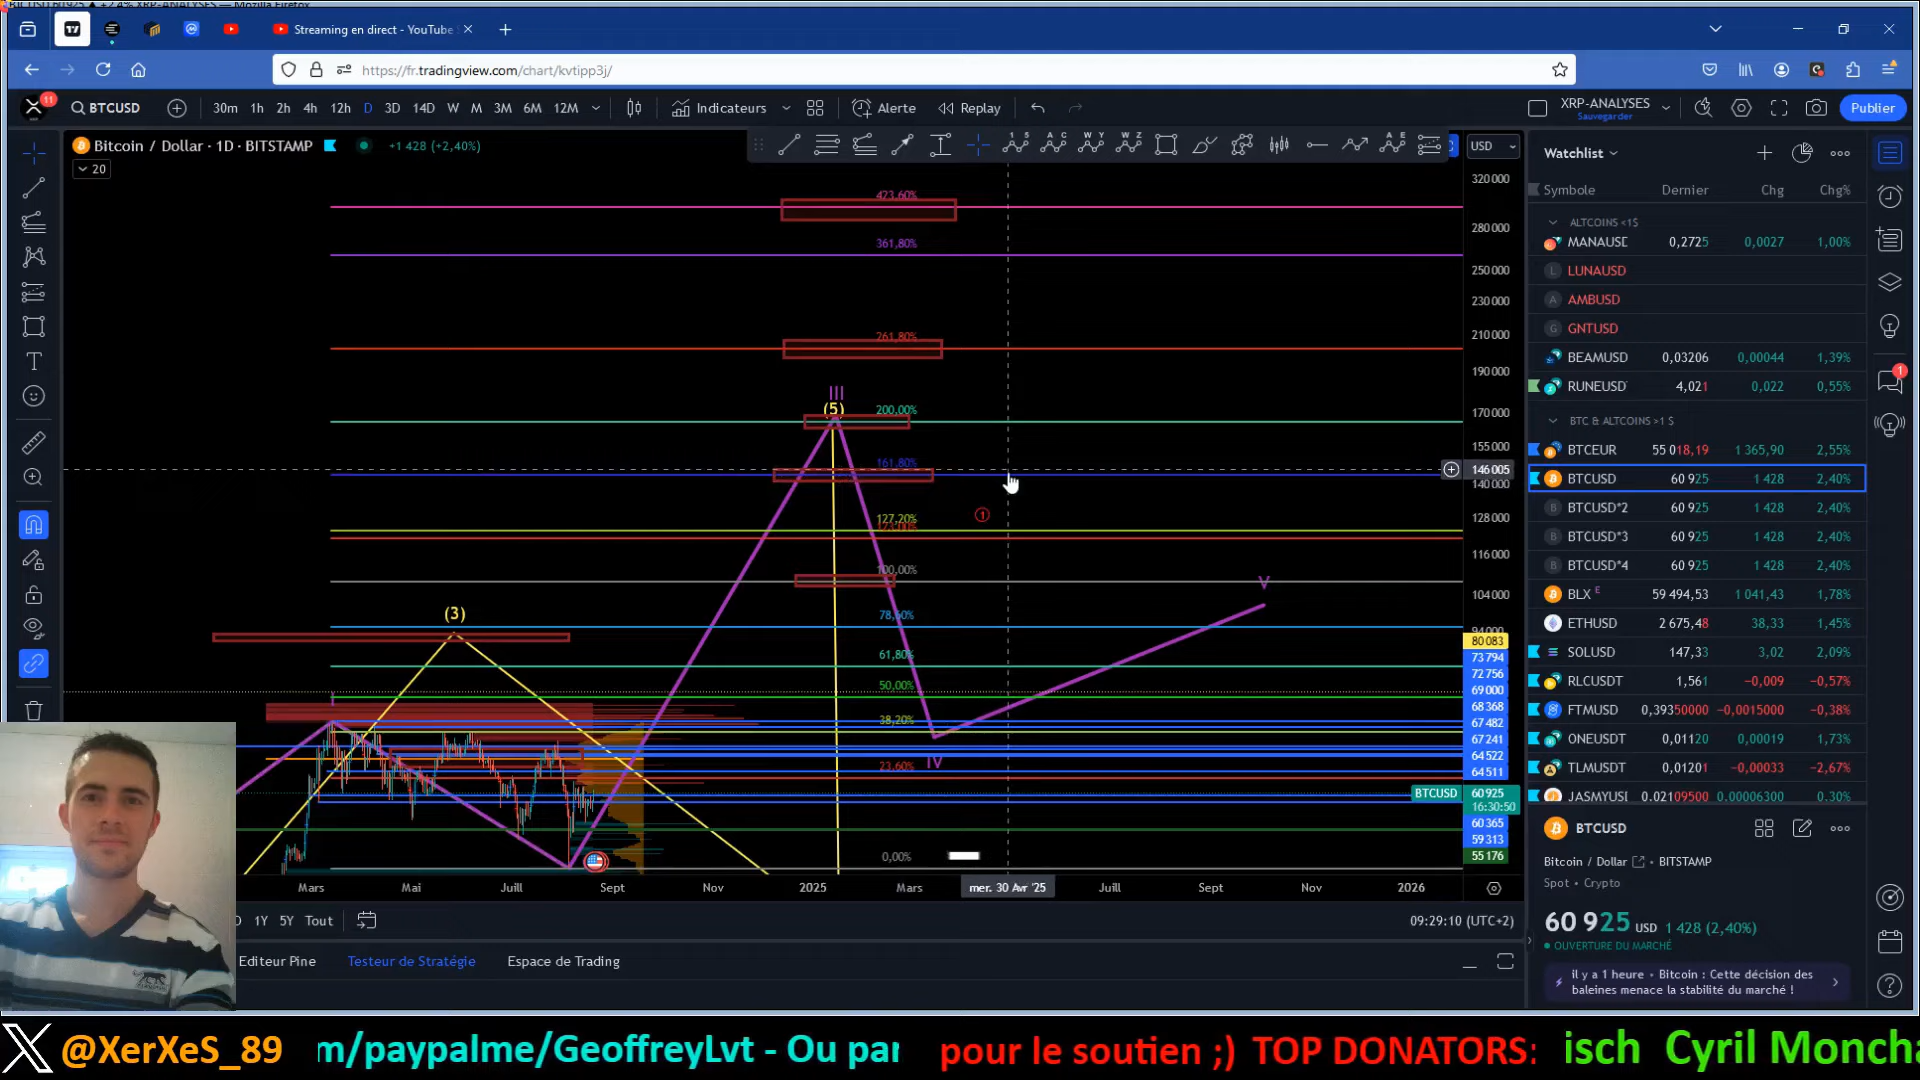 Streaming en direct - YouTube
https://fr.tradingview.com/chart/kvtipp3j/
11
BTCUSD
30m 1h 2h 4h 12h D 3D 14D W M 3M 6M 12M
Indicateurs
Alerte
Replay
XRP-ANALYSES
Sauvegarder
Publier
Bitcoin / Dollar · 1D · BITSTAMP
+1 428 (+2,40%)
20
USD
423,60%
361,80%
261,80%
III
(5)
200,00%
161,80%
127,20%
100,00%
78,60%
61,80%
50,00%
38,20%
23,60%
0,00%
(3)
IV
V
320 000
280 000
250 000
230 000
210 000
190 000
170 000
155 000
146 005
140 000
128 000
116 000
104 000
94 000
80 083
73 794
72 756
69 000
68 368
67 482
67 241
64 522
64 511
BTCUSD 60 925
16:30:50
60 365
59 313
55 176
Mars Mai Juill Sept Nov 2025 Mars mer. 30 Avr '25 Juill Sept Nov 2026
1Y 5Y Tout
09:29:10 (UTC+2)
Editeur Pine Testeur de Stratégie Espace de Trading
Watchlist
Symbole Dernier Chg Chg%
ALTCOINS <1$
MANAUSD 0,2725 0,0027 1,00%
LUNAUSD
AMBUSD
GNTUSD
BEAMUSD 0,03206 0,00044 1,39%
RUNEUSD 4,021 0,022 0,55%
BTC & ALTCOINS >1 $
BTCEUR 55 018,19 1 365,90 2,55%
BTCUSD 60 925 1 428 2,40%
BTCUSD*2 60 925 1 428 2,40%
BTCUSD*3 60 925 1 428 2,40%
BTCUSD*4 60 925 1 428 2,40%
BLX E 59 494,53 1 041,43 1,78%
ETHUSD 2 675,48 38,33 1,45%
SOLUSD 147,33 3,02 2,09%
RLCUSDT 1,561 −0,009 −0,57%
FTMUSD 0,39350000 −0,0015000 −0,38%
ONEUSDT 0,01120 0,00019 1,73%
TLMUSDT 0,01201 −0,00033 −2,67%
JASMYUSI 0.02109500 0.00006300 0.30%
BTCUSD
Bitcoin / Dollar BITSTAMP
Spot • Crypto
60 925 USD 1 428 (2,40%)
OUVERTURE DU MARCHÉ
il y a 1 heure • Bitcoin : Cette décision des
baleines menace la stabilité du marché !
@XerXeS_89 m/paypalme/GeoffreyLvt - Ou par pour le soutien ;) TOP DONATORS: isch Cyril Moncha